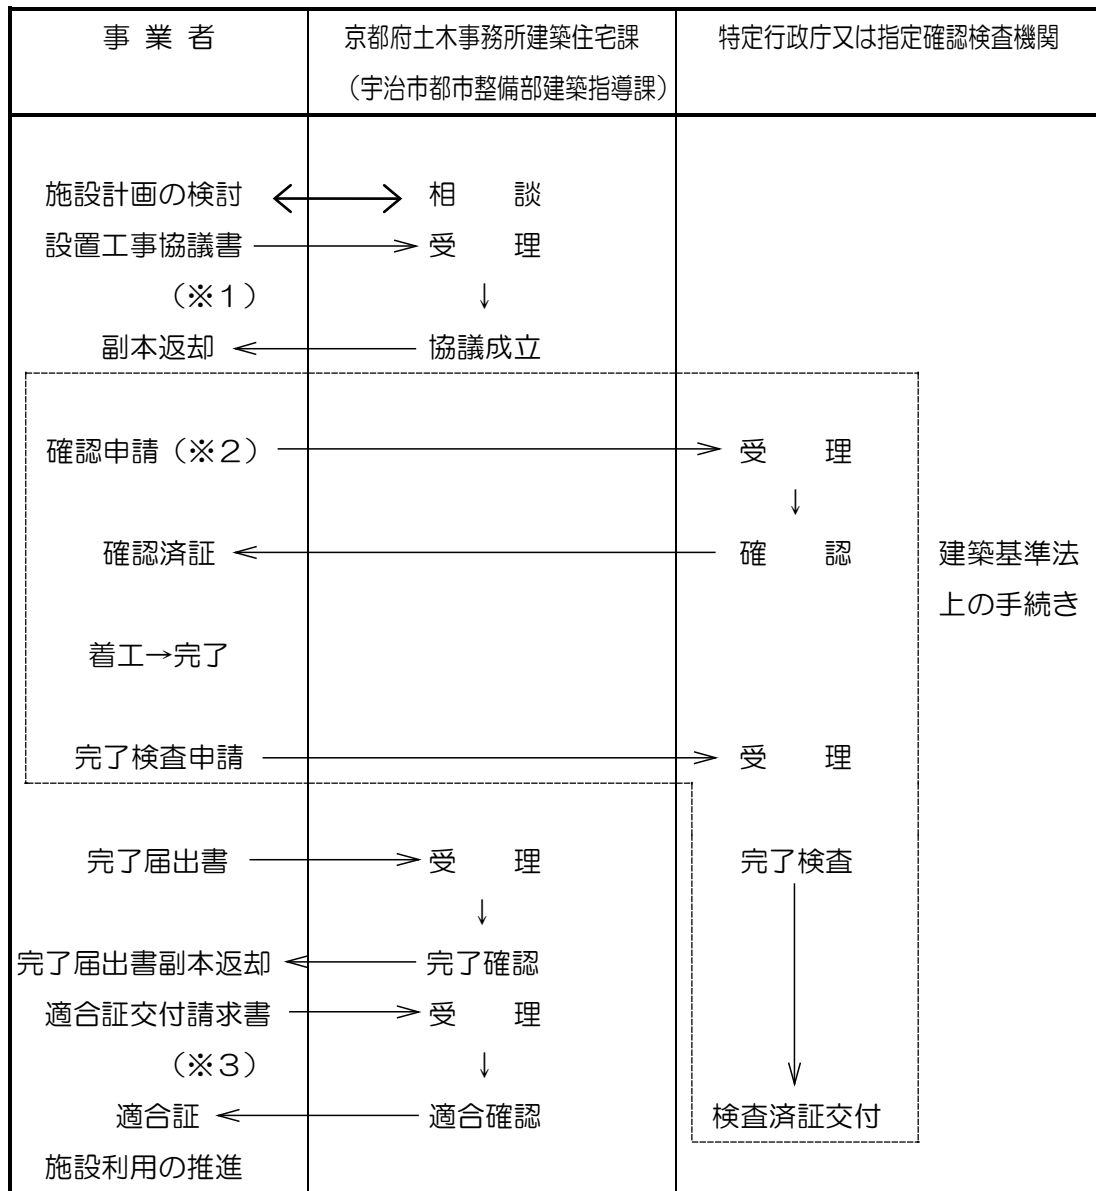 事 業 者
京都府土木事務所建築住宅課
（宇治市都市整備部建築指導課）
特定行政庁又は指定確認検査機関
施設計画の検討 ⟷ 相 談
設置工事協議書 → 受 理
（※１） ↓
副本返却 ← 協議成立
確認申請（※２） → 受 理
↓
確認済証 ← 確 認
建築基準法
上の手続き
着工→完了
完了検査申請 → 受 理
完了届出書 → 受 理
完了検査
↓
完了届出書副本返却 ← 完了確認
適合証交付請求書 → 受 理
（※３） ↓
適合証 ← 適合確認
検査済証交付
施設利用の推進